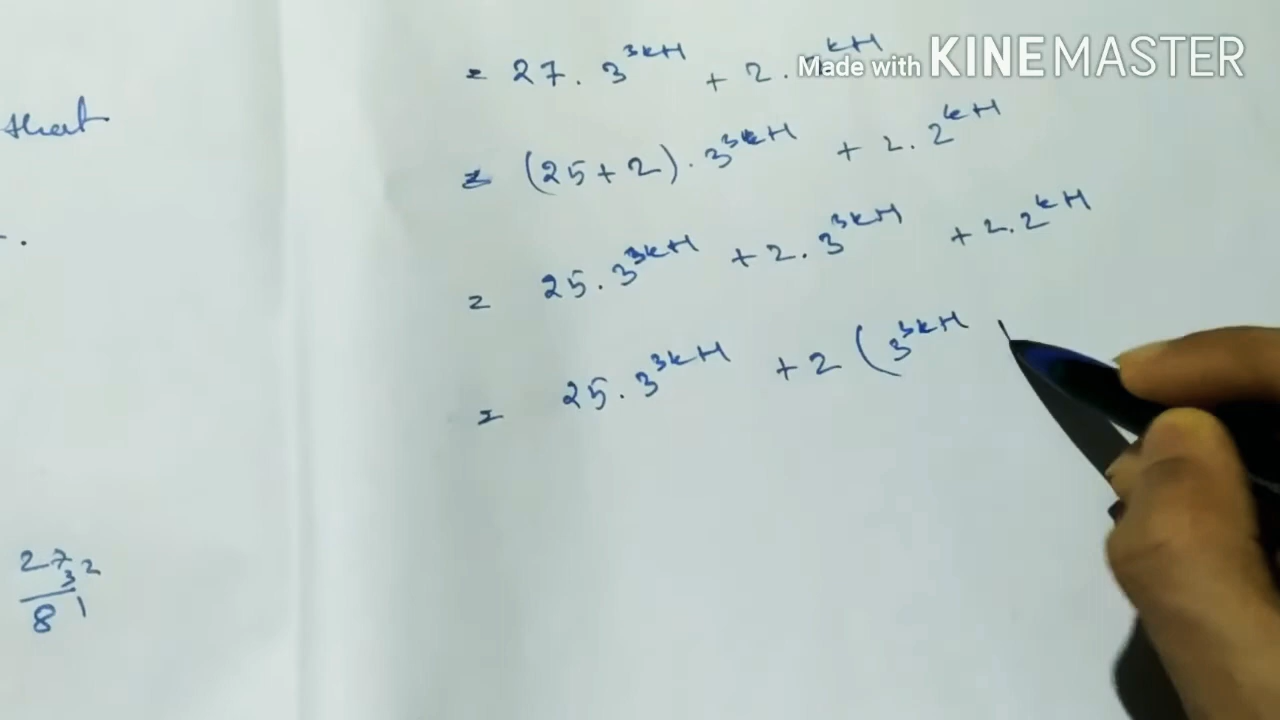 that
= 27 . 3^{3k+1} + 2 . 2^{k+1}
Made with KINEMASTER
= (25+2) . 3^{3k+1} + 2 . 2^{k+1}
= 25 . 3^{3k+1} + 2 . 3^{3k+1} + 2 . 2^{k+1}
= 25 . 3^{3k+1} + 2 (3^{3k+1}
27
32
81